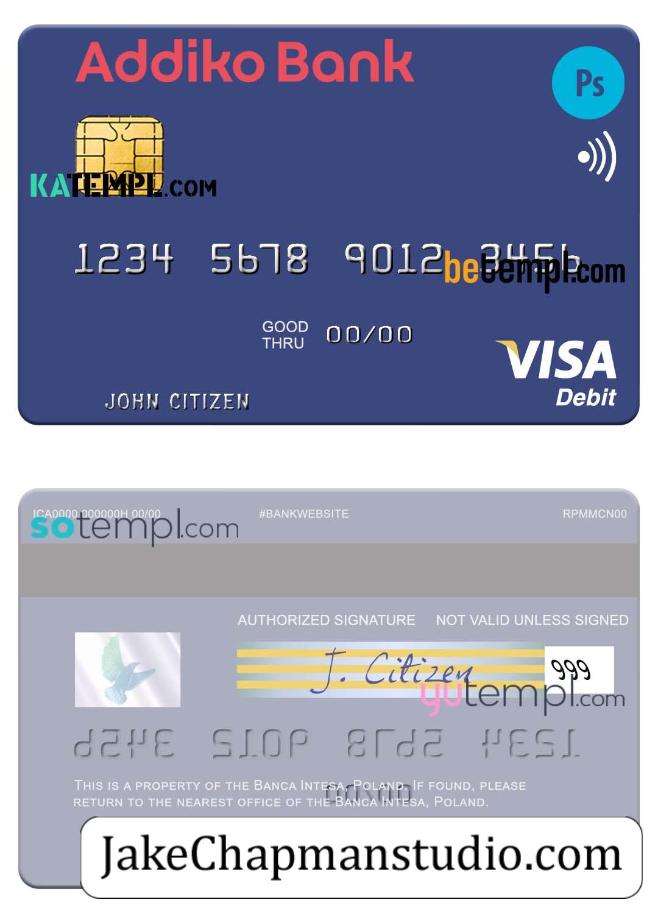 Addiko Bank
Ps
KATEMPL.COM
1234 5678 9012 3456
betempl.com
GOOD THRU 00/00
VISA
Debit
JOHN CITIZEN
ICA0000 000000H 00/00 #BANKWEBSITE RPMMCN00
sotempl.com
AUTHORIZED SIGNATURE NOT VALID UNLESS SIGNED
J. Citizen 999
yutempl.com
THIS IS A PROPERTY OF THE BANCA INTESA, POLAND. IF FOUND, PLEASE
RETURN TO THE NEAREST OFFICE OF THE BANCA INTESA, POLAND.
JakeChapmanstudio.com